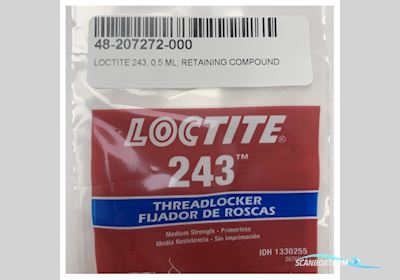 48-207272-000
LOCTITE 243, 0.5 ML; RETAINING COMPOUND
LOCTITE®
243™
THREADLOCKER
FIJADOR DE ROSCAS
Medium Strength - Primerless
Media Resistencia - Sin Imprimación
IDH 1330255
SCANBOAT.COM